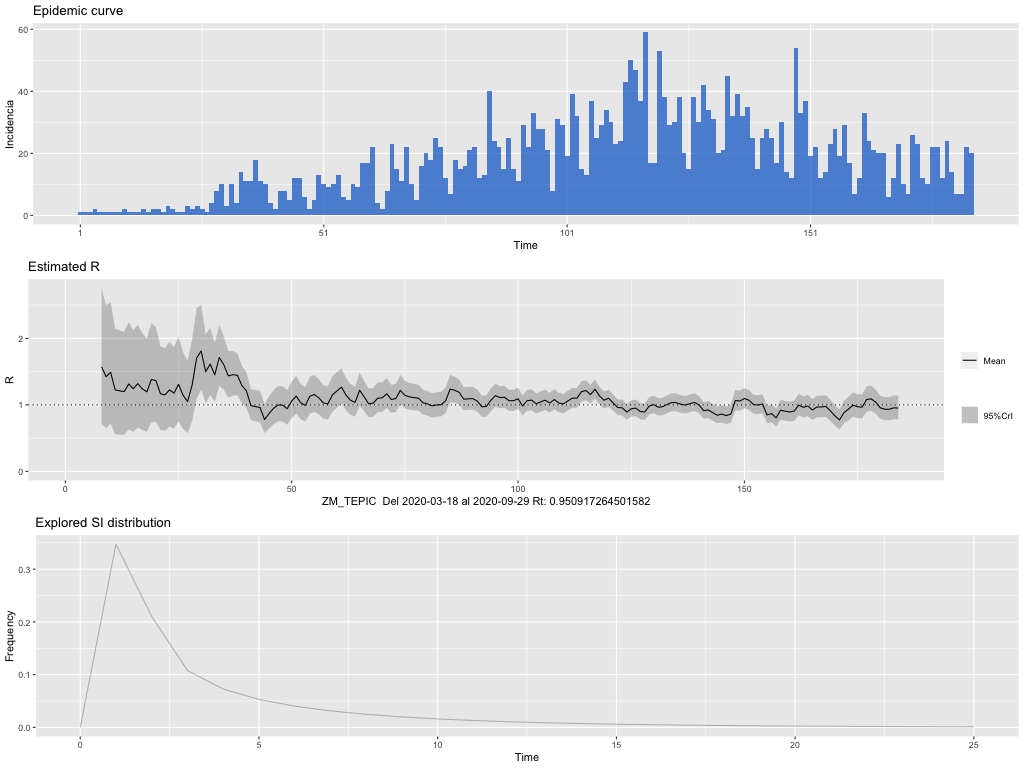 Epidemic curve
60
40
20
0
Incidencia
1 51 101 151
Time
Estimated R
2
1
0
R
Mean
95%CrI
0 50 100 150
ZM_TEPIC Del 2020-03-18 al 2020-09-29 Rt: 0.950917264501582
Explored SI distribution
0.3
0.2
0.1
0.0
Frequency
0 5 10 15 20 25
Time